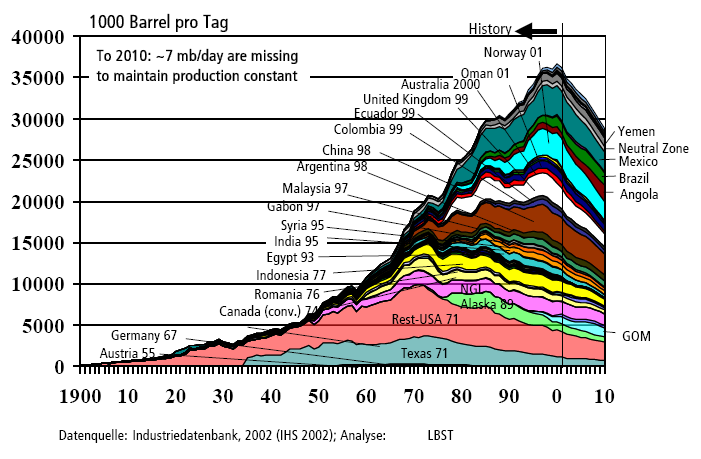 1000 Barrel pro Tag
History
40000
35000
30000
25000
20000
15000
10000
5000
0
To 2010: ~7 mb/day are missing
to maintain production constant
Norway 01
Oman 01
Australia 2000
United Kingdom 99
Ecuador 99
Colombia 99
China 98
Argentina 98
Malaysia 97
Gabon 97
Syria 95
India 95
Egypt 93
Indonesia 77
Romania 76
Canada (conv.) 74
Germany 67
Austria 55
Yemen
Neutral Zone
Mexico
Brazil
Angola
NGL
Alaska 89
GOM
Rest-USA 71
Texas 71
1900 10 20 30 40 50 60 70 80 90 0 10
Datenquelle: Industriedatenbank, 2002 (IHS 2002); Analyse: LBST